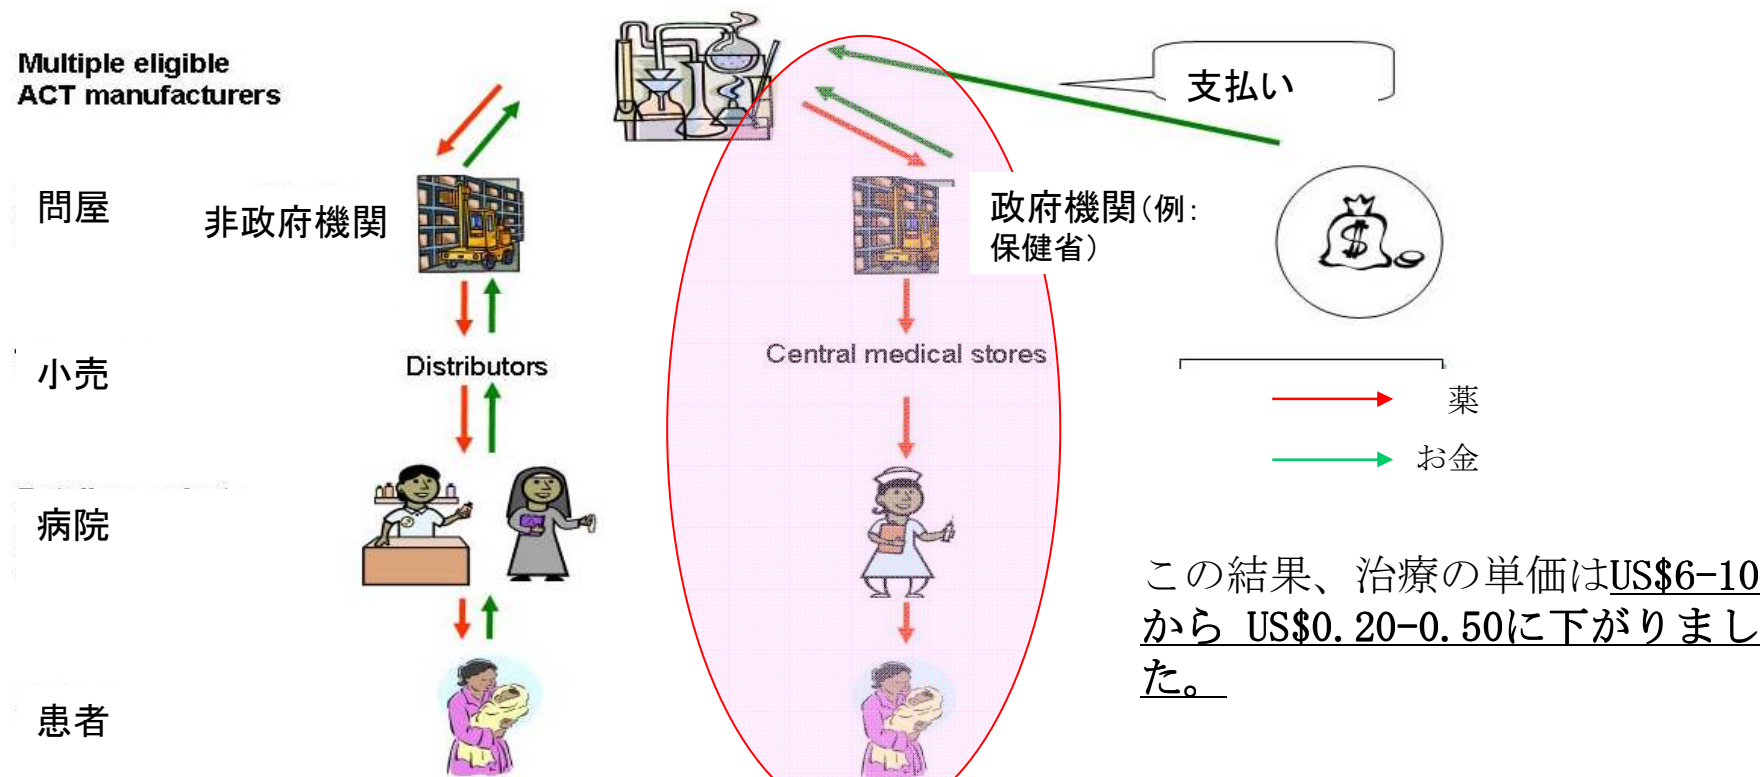 Multiple eligible
ACT manufacturers
支払い
問屋
非政府機関
政府機関(例:
保健省)
$
小売
Distributors
Central medical stores
薬
お金
病院
この結果、治療の単価はUS$6-10
から US$0.20-0.50に下がりまし
た。
患者